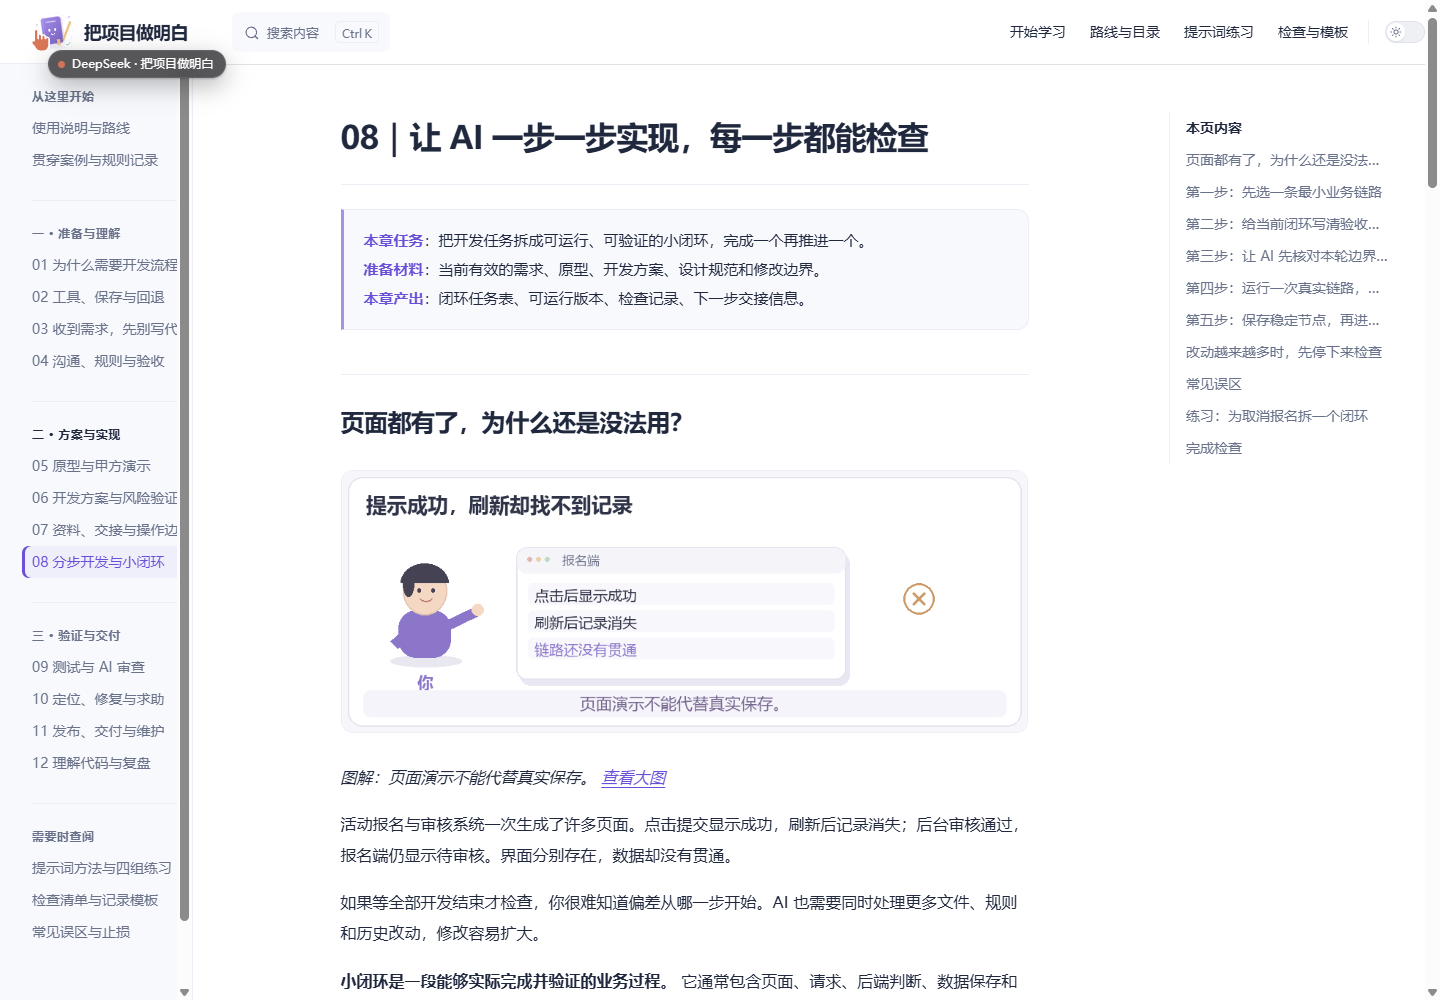 把项目做明白
搜索内容
Ctrl K
开始学习
路线与目录
提示词练习
检查与模板
DeepSeek · 把项目做明白
从这里开始
使用说明与路线
贯穿案例与规则记录
一 • 准备与理解
01 为什么需要开发流程
02 工具、保存与回退
03 收到需求，先别写代
04 沟通、规则与验收
二 • 方案与实现
05 原型与甲方演示
06 开发方案与风险验证
07 资料、交接与操作边
08 分步开发与小闭环
三 • 验证与交付
09 测试与 AI 审查
10 定位、修复与求助
11 发布、交付与维护
12 理解代码与复盘
需要时查阅
提示词方法与四组练习
检查清单与记录模板
常见误区与止损
08｜让 AI 一步一步实现，每一步都能检查
本章任务：把开发任务拆成可运行、可验证的小闭环，完成一个再推进一个。
准备材料：当前有效的需求、原型、开发方案、设计规范和修改边界。
本章产出：闭环任务表、可运行版本、检查记录、下一步交接信息。
页面都有了，为什么还是没法用？
提示成功，刷新却找不到记录
报名端
点击后显示成功
刷新后记录消失
链路还没有贯通
你
页面演示不能代替真实保存。
图解：页面演示不能代替真实保存。 查看大图
活动报名与审核系统一次生成了许多页面。点击提交显示成功，刷新后记录消失；后台审核通过，
报名端仍显示待审核。界面分别存在，数据却没有贯通。
如果等全部开发结束才检查，你很难知道偏差从哪一步开始。AI 也需要同时处理更多文件、规则
和历史改动，修改容易扩大。
小闭环是一段能够实际完成并验证的业务过程。 它通常包含页面、请求、后端判断、数据保存和
本页内容
页面都有了，为什么还是没法...
第一步：先选一条最小业务链路
第二步：给当前闭环写清验收...
第三步：让 AI 先核对本轮边界...
第四步：运行一次真实链路，...
第五步：保存稳定节点，再进...
改动越来越多时，先停下来检查
常见误区
练习：为取消报名拆一个闭环
完成检查